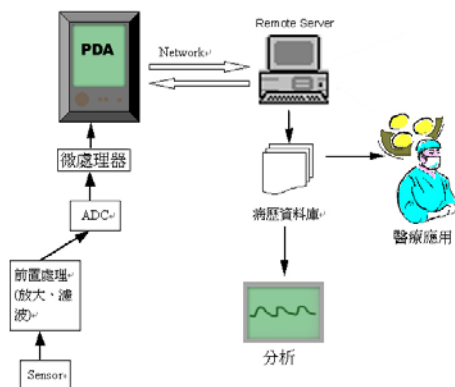 Remote Server
PDA
Network
微處理器
ADC
病歷資料庫
醫療應用
前置處理
(放大、濾
波)
分析
Sensor